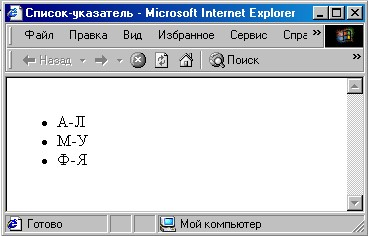 Список-указатель - Microsoft Internet Explorer
Файл Правка Вид Избранное Сервис Спра »
Назад Поиск »
А-Л
М-У
Ф-Я
Готово Мой компьютер